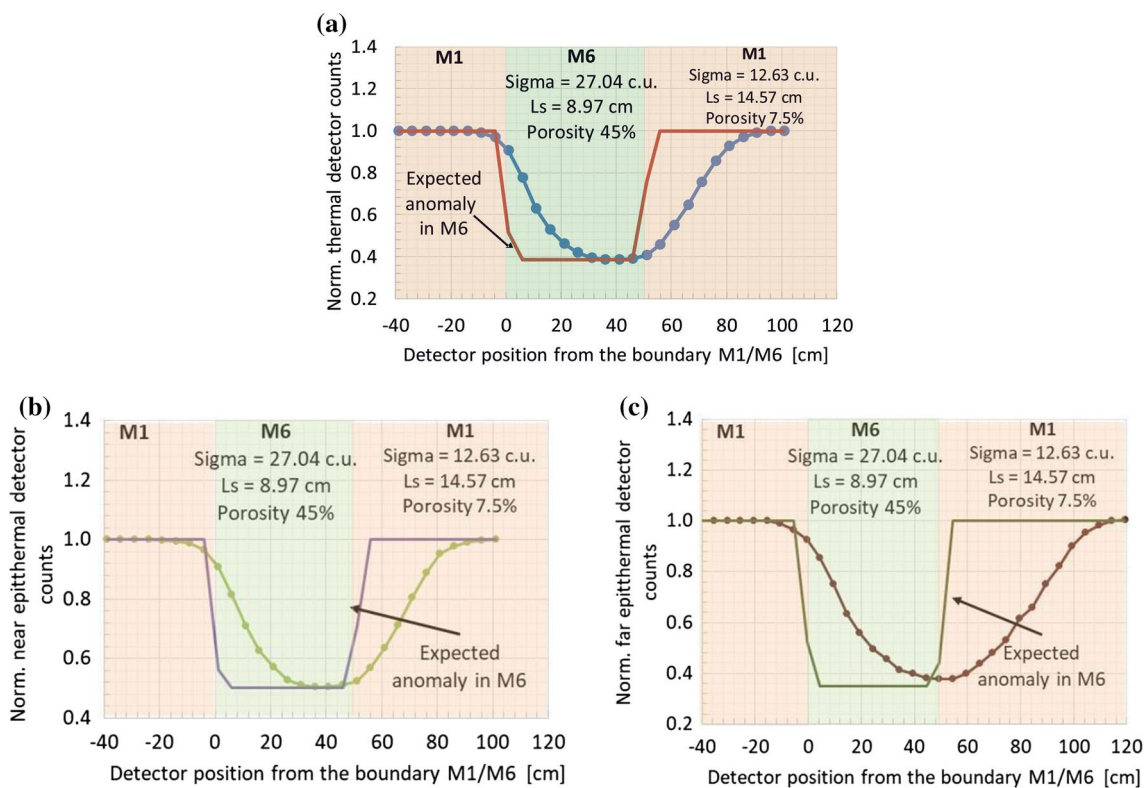 (a)
1.4
1.2
1.0
0.8
0.6
0.4
0.2
Norm. thermal detector counts
M1
M6
Sigma = 27.04 c.u.
Ls = 8.97 cm
Porosity 45%
M1
Sigma = 12.63 c.u.
Ls = 14.57 cm
Porosity 7.5%
Expected
anomaly
in M6
-40 -20 0 20 40 60 80 100 120
Detector position from the boundary M1/M6 [cm]
(b)
1.4
1.2
1.0
0.8
0.6
0.4
Norm. near epitthermal detector
counts
M1
M6
Sigma = 27.04 c.u.
Ls = 8.97 cm
Porosity 45%
M1
Sigma = 12.63 c.u.
Ls = 14.57 cm
Porosity 7.5%
Expected
anomaly in M6
-40 -20 0 20 40 60 80 100 120
Detector position from the boundary M1/M6 [cm]
(c)
1.4
1.2
1.0
0.8
0.6
0.4
0.2
Norm. far epitthermal detector
counts
M1
M6
Sigma = 27.04 c.u.
Ls = 8.97 cm
Porosity 45%
M1
Sigma = 12.63 c.u.
Ls = 14.57 cm
Porosity 7.5%
Expected
anomaly in M6
-40 -20 0 20 40 60 80 100 120
Detector position from the boundary M1/M6 [cm]